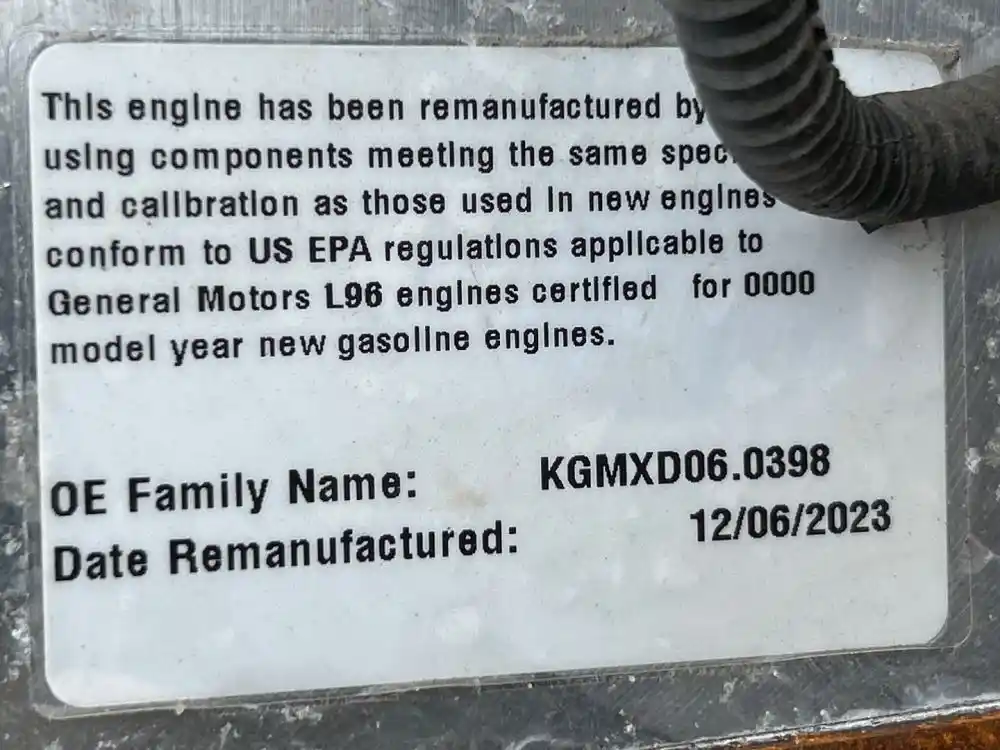 This engine has been remanufactured by
using components meeting the same
and calibration as those used in new engines
conform to US EPA regulations applicable to
General Motors L96 engines certified for 0000
model year new gasoline engines.
OE Family Name: KGMXD06.0398
Date Remanufactured: 12/06/2023